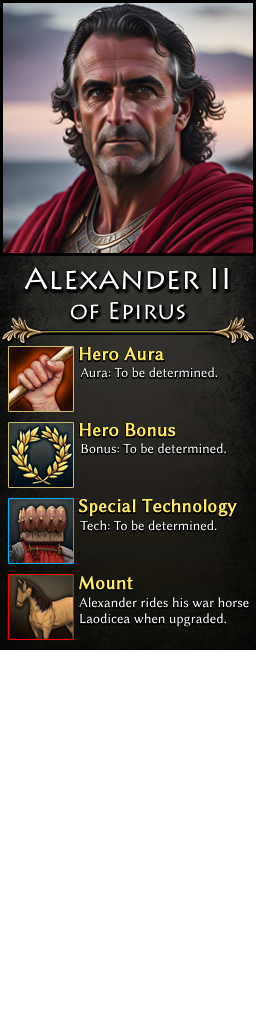 Alexander II
of Epirus
Hero Aura
Aura: To be determined.
Hero Bonus
Bonus: To be determined.
Special Technology
Tech: To be determined.
Mount
Alexander rides his war horse
Laodicea when upgraded.